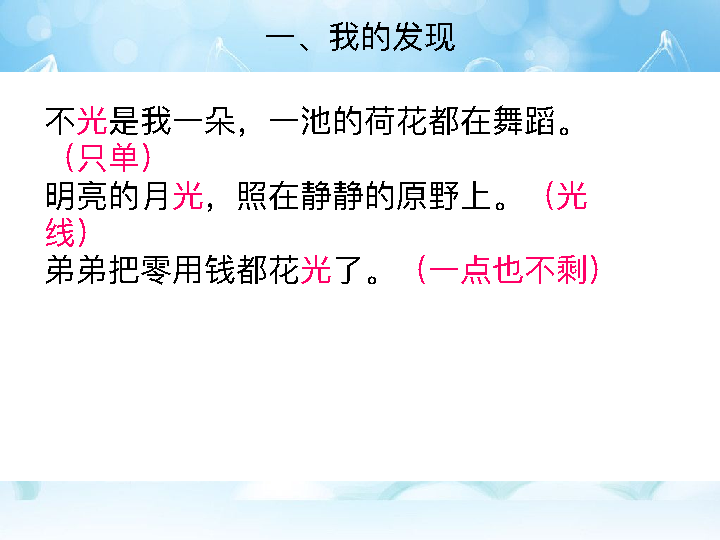 一、我的发现
不光是我一朵，一池的荷花都在舞蹈。
（只单）
明亮的月光，照在静静的原野上。（光
线）
弟弟把零用钱都花光了。（一点也不剩）